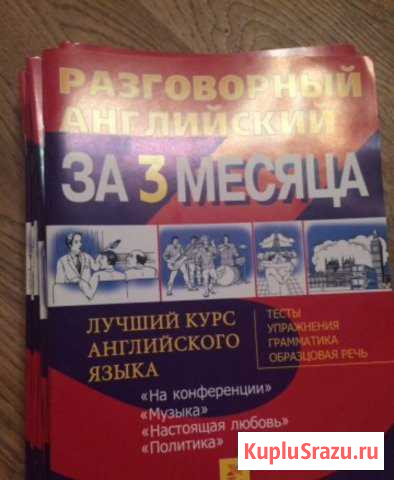 РАЗГОВОРНЫЙ
АНГЛИЙСКИЙ
ЗА 3 МЕСЯЦА
ЛУЧШИЙ КУРС
АНГЛИЙСКОГО
ЯЗЫКА
ТЕСТЫ
УПРАЖНЕНИЯ
ГРАММАТИКА
ОБРАЗЦОВАЯ РЕЧЬ
«На конференции»
«Музыка»
«Настоящая любовь»
«Политика»
KupluSrazu.ru